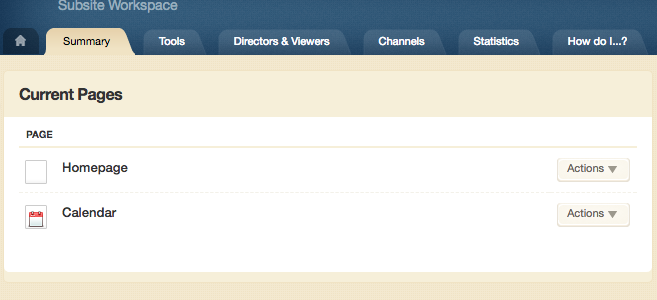 Subsite Workspace
Summary Tools Directors & Viewers Channels Statistics How do I...?
Current Pages
PAGE
Homepage Actions
Calendar Actions